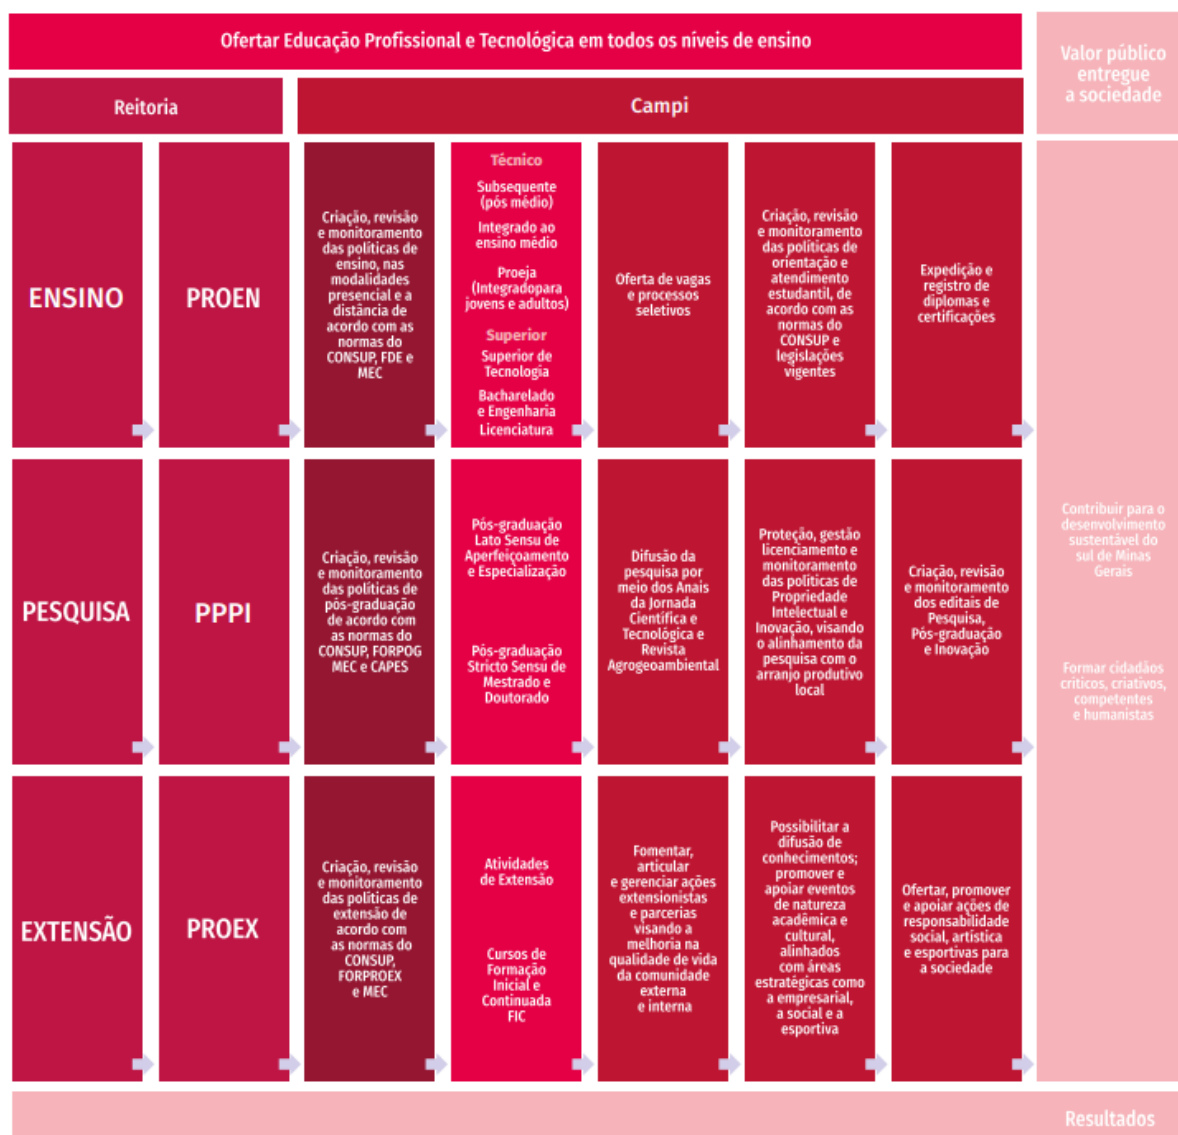 Ofertar Educação Profissional e Tecnológica em todos os níveis de ensino
Valor público
entregue
a sociedade
Reitoria
Campi
ENSINO
PROEN
Criação, revisão
e monitoramento
das políticas de
ensino, nas
modalidades
presencial e a
distância de
acordo com as
normas do
CONSUP, FDE e
MEC
Técnico
Subsequente
(pós médio)
Integrado ao
ensino médio
Proeja
(Integradopara
jovens e adultos)
Superior
Superior de
Tecnologia
Bacharelado
e Engenharia
Licenciatura
Oferta de vagas
e processos
seletivos
Criação, revisão
e monitoramento
das políticas de
orientação e
atendimento
estudantil, de
acordo com as
normas do
CONSUP e
legislações
vigentes
Expedição e
registro de
diplomas e
certificações
PESQUISA
PPPI
Criação, revisão
e monitoramento
das políticas de
pós-graduação
de acordo com
as normas do
CONSUP, FORPOG
MEC e CAPES
Pós-graduação
Lato Sensu de
Aperfeiçoamento
e Especialização
Pós-graduação
Stricto Sensu de
Mestrado e
Doutorado
Difusão da
pesquisa por
meio dos Anais
da Jornada
Científica e
Tecnológica e
Revista
Agrogeoambiental
Proteção, gestão
licenciamento e
monitoramento
das políticas de
Propriedade
Intelectual e
Inovação, visando
o alinhamento da
pesquisa com o
arranjo produtivo
local
Criação, revisão
e monitoramento
dos editais de
Pesquisa,
Pós-graduação
e Inovação
Contribuir para o
desenvolvimento
sustentável do
sul de Minas
Gerais
Formar cidadãos
críticos, criativos,
competentes
e humanistas
EXTENSÃO
PROEX
Criação, revisão
e monitoramento
das políticas de
extensão de
acordo com
as normas do
CONSUP,
FORPROEX
e MEC
Atividades
de Extensão
Cursos de
Formação
Inicial e
Continuada
FIC
Fomentar,
articular
e gerenciar ações
extensionistas
e parcerias
visando a
melhoria na
qualidade de vida
da comunidade
externa
e interna
Possibilitar a
difusão de
conhecimentos;
promover e
apoiar eventos
de natureza
acadêmica e
cultural,
alinhados
com áreas
estratégicas como
a empresarial,
a social e a
esportiva
Ofertar, promover
e apoiar ações de
responsabilidade
social, artística
e esportivas para
a sociedade
Resultados